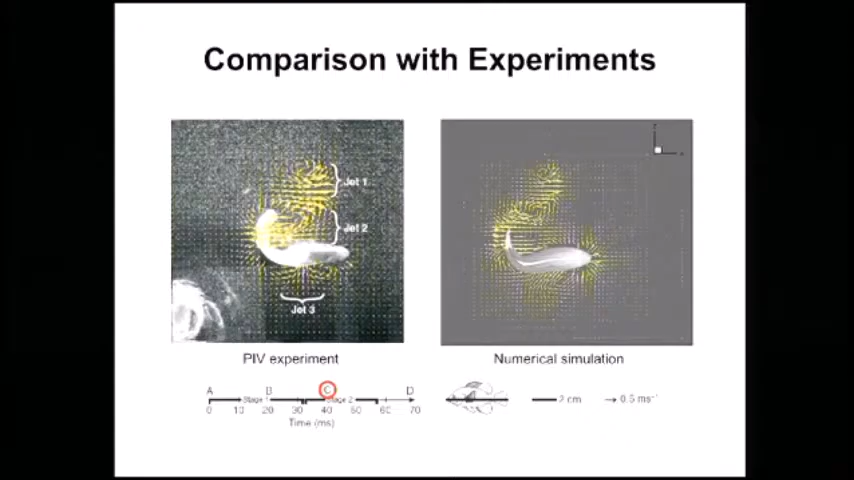 Comparison with Experiments
Jet 1
Jet 2
Jet 3
PIV experiment
Numerical simulation
A B C D
Stage 1 Stage 2
0 10 20 30 40 50 60 70
Time (ms)
2 cm
0.5 ms⁻¹